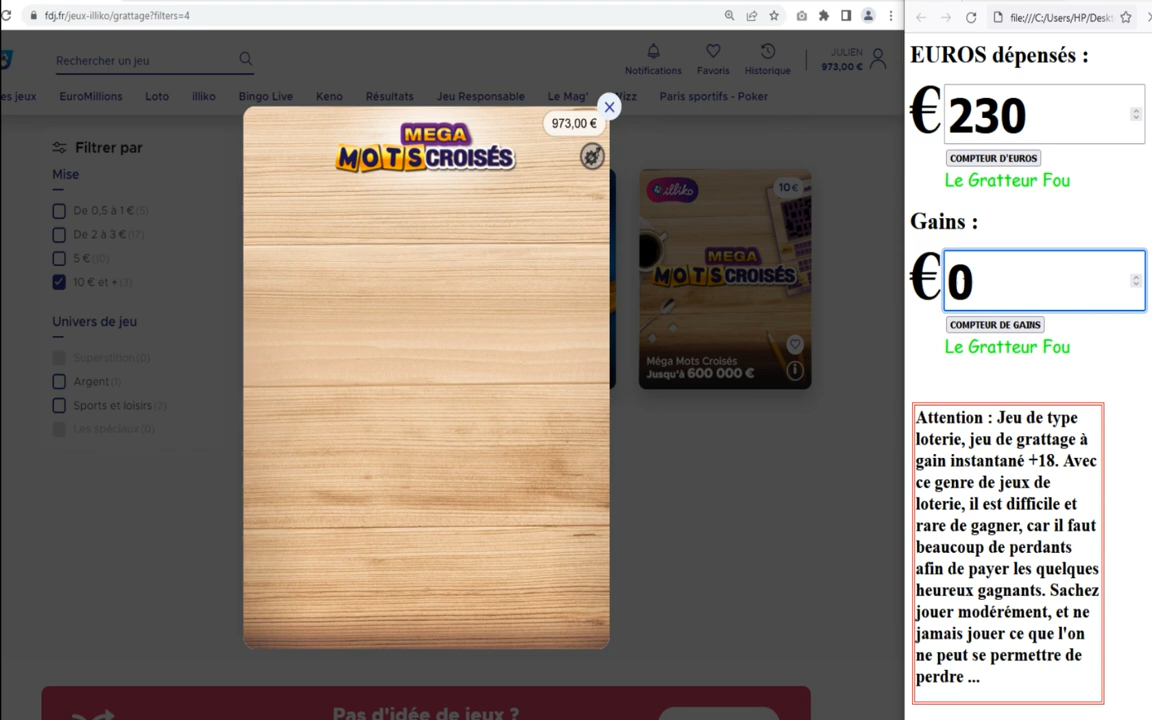 fdj.fr/jeux-illiko/grattage?filters=4
Rechercher un jeu
Notifications
Favoris
Historique
JULIEN
973,00 €
es jeux
EuroMillions
Loto
illiko
Bingo Live
Keno
Résultats
Jeu Responsable
Le Mag'
izz
Paris sportifs - Poker
Filtrer par
Mise
De 0,5 à 1 € (5)
De 2 à 3 € (17)
5 € (10)
10 € et + (3)
Univers de jeu
Superstition (0)
Argent (1)
Sports et loisirs (2)
Les spéciaux (0)
973,00 €
MEGA
MOTS CROISÉS
illiko
10 €
MEGA
MOTS CROISÉS
Méga Mots Croisés
Jusqu'à 600 000 €
Pas d'idée de jeux ?
file:///C:/Users/HP/Desk
EUROS dépensés :
€ 230
COMPTEUR D'EUROS
Le Gratteur Fou
Gains :
€ 0
COMPTEUR DE GAINS
Le Gratteur Fou
Attention : Jeu de type
loterie, jeu de grattage à
gain instantané +18. Avec
ce genre de jeux de
loterie, il est difficile et
rare de gagner, car il faut
beaucoup de perdants
afin de payer les quelques
heureux gagnants. Sachez
jouer modérément, et ne
jamais jouer ce que l'on
ne peut se permettre de
perdre ...